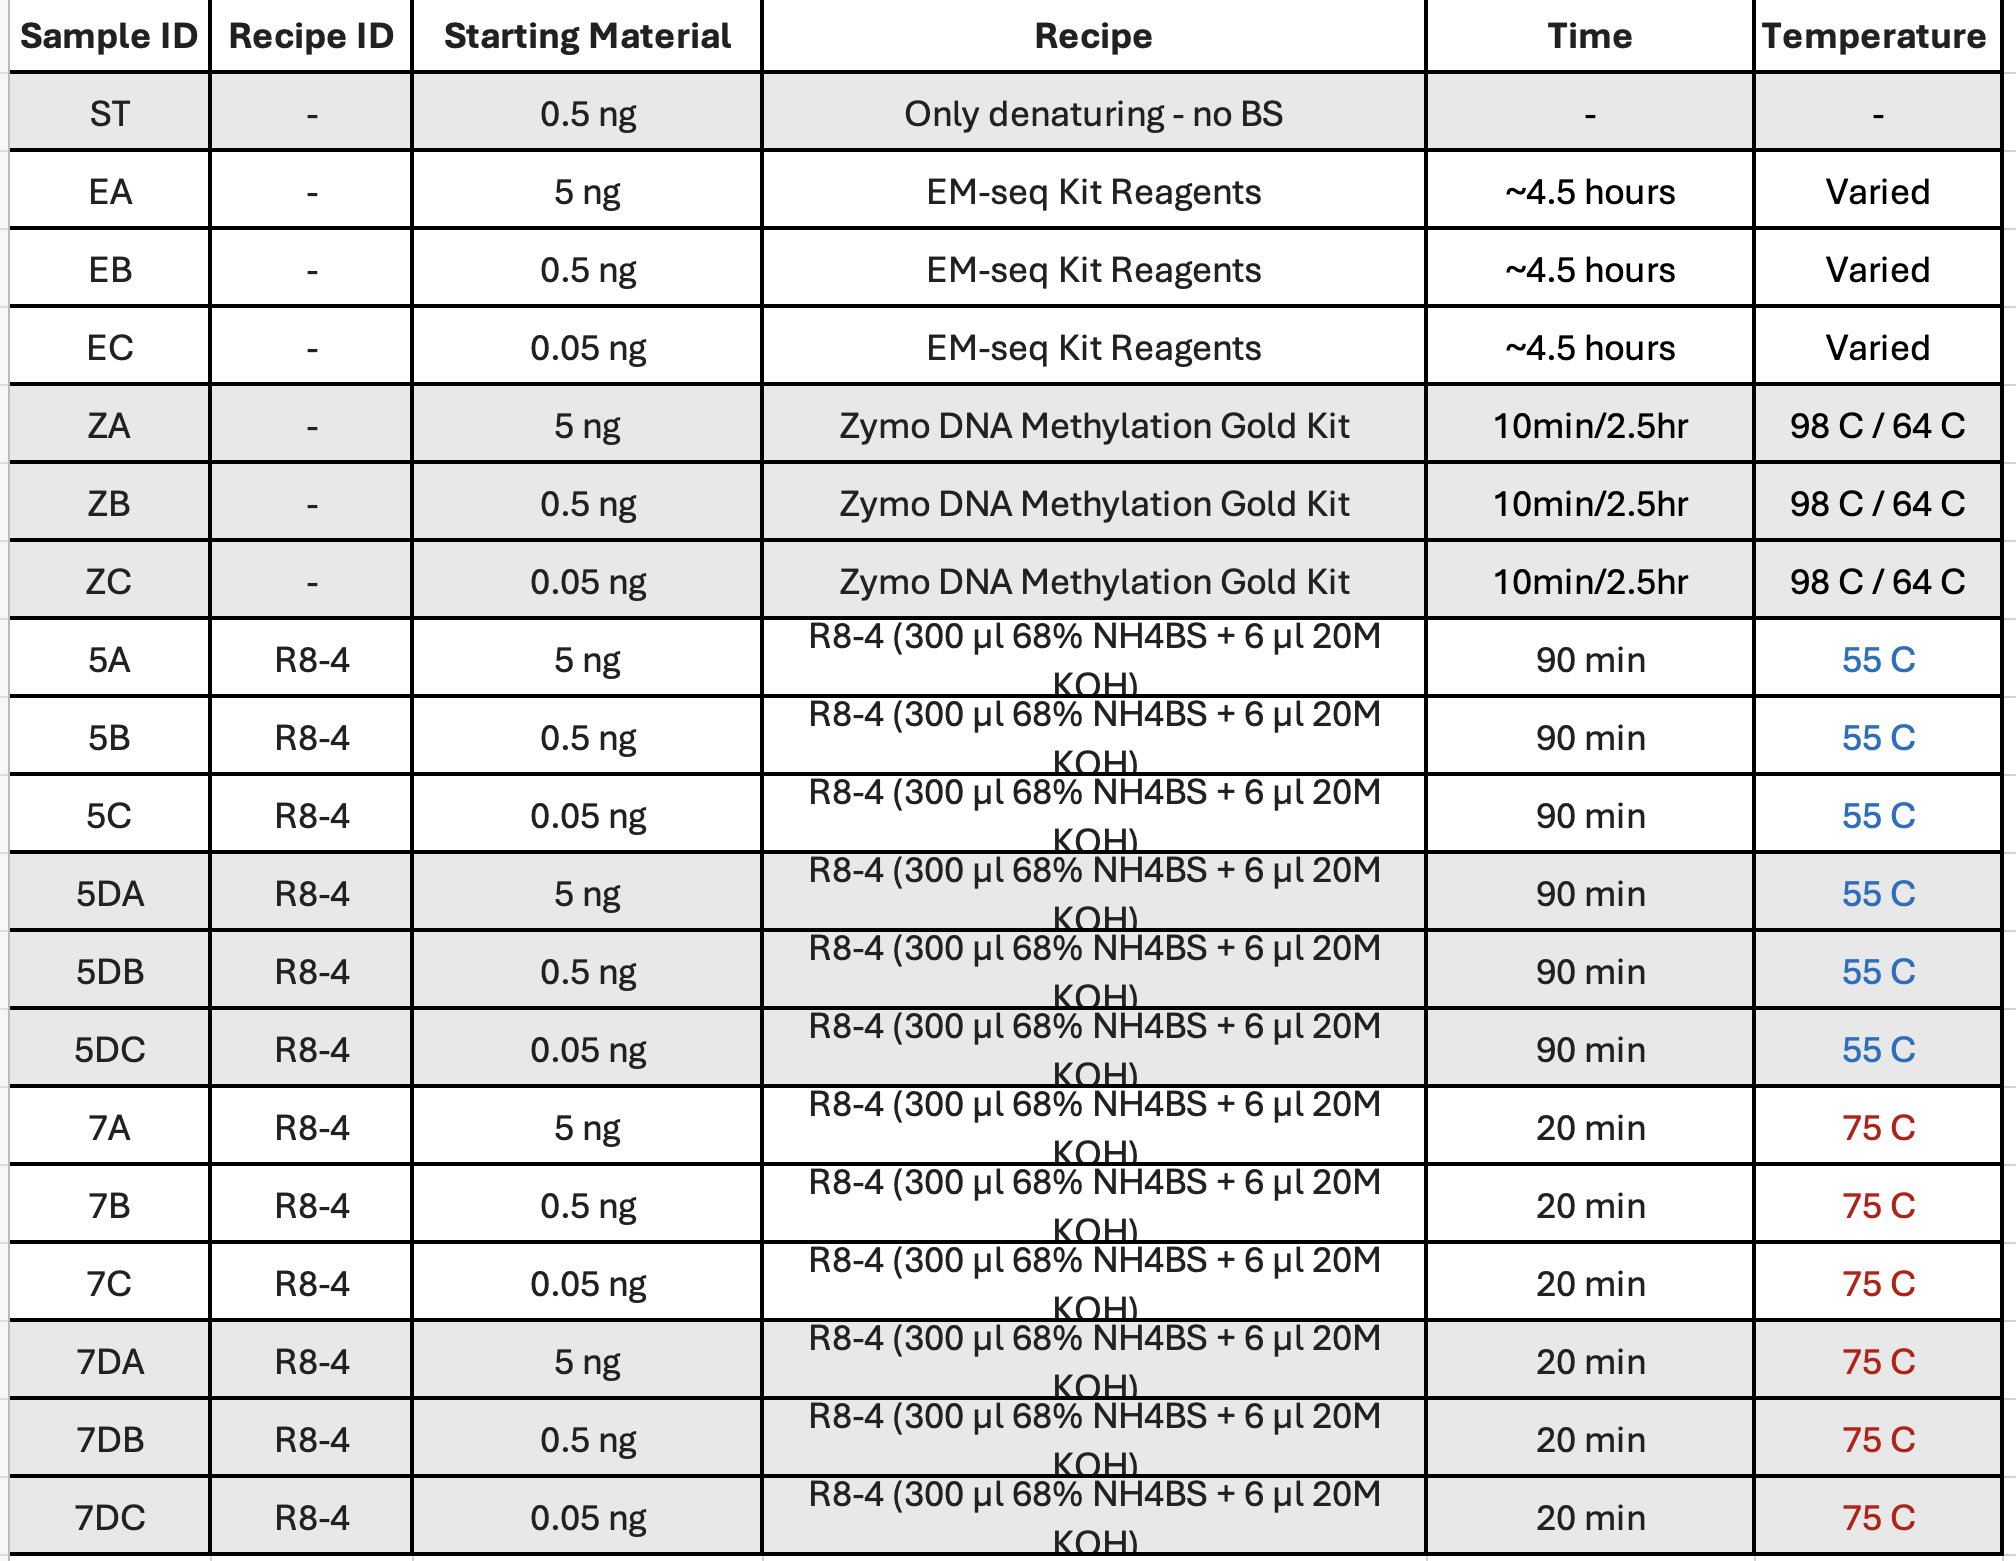 Sample ID Recipe ID Starting Material Recipe Time Temperature
ST - 0.5 ng Only denaturing - no BS - -
EA - 5 ng EM-seq Kit Reagents ~4.5 hours Varied
EB - 0.5 ng EM-seq Kit Reagents ~4.5 hours Varied
EC - 0.05 ng EM-seq Kit Reagents ~4.5 hours Varied
ZA - 5 ng Zymo DNA Methylation Gold Kit 10min/2.5hr 98 C / 64 C
ZB - 0.5 ng Zymo DNA Methylation Gold Kit 10min/2.5hr 98 C / 64 C
ZC - 0.05 ng Zymo DNA Methylation Gold Kit 10min/2.5hr 98 C / 64 C
5A R8-4 5 ng R8-4 (300 µl 68% NH4BS + 6 µl 20M KOH) 90 min 55 C
5B R8-4 0.5 ng R8-4 (300 µl 68% NH4BS + 6 µl 20M KOH) 90 min 55 C
5C R8-4 0.05 ng R8-4 (300 µl 68% NH4BS + 6 µl 20M KOH) 90 min 55 C
5DA R8-4 5 ng R8-4 (300 µl 68% NH4BS + 6 µl 20M KOH) 90 min 55 C
5DB R8-4 0.5 ng R8-4 (300 µl 68% NH4BS + 6 µl 20M KOH) 90 min 55 C
5DC R8-4 0.05 ng R8-4 (300 µl 68% NH4BS + 6 µl 20M KOH) 90 min 55 C
7A R8-4 5 ng R8-4 (300 µl 68% NH4BS + 6 µl 20M KOH) 20 min 75 C
7B R8-4 0.5 ng R8-4 (300 µl 68% NH4BS + 6 µl 20M KOH) 20 min 75 C
7C R8-4 0.05 ng R8-4 (300 µl 68% NH4BS + 6 µl 20M KOH) 20 min 75 C
7DA R8-4 5 ng R8-4 (300 µl 68% NH4BS + 6 µl 20M KOH) 20 min 75 C
7DB R8-4 0.5 ng R8-4 (300 µl 68% NH4BS + 6 µl 20M KOH) 20 min 75 C
7DC R8-4 0.05 ng R8-4 (300 µl 68% NH4BS + 6 µl 20M KOH) 20 min 75 C